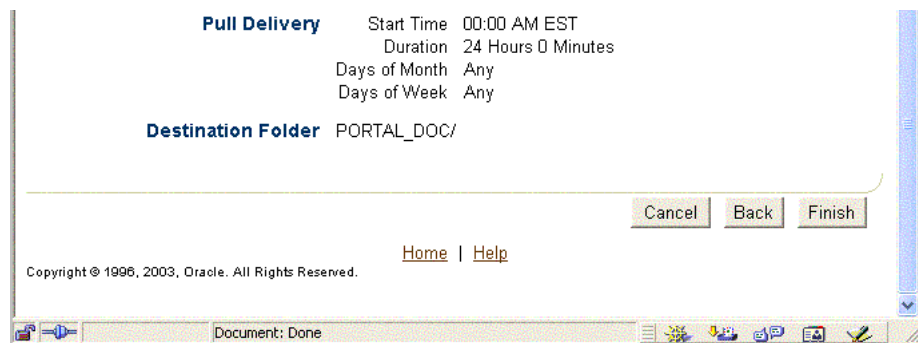 Pull Delivery Start Time 00:00 AM EST
Duration 24 Hours 0 Minutes
Days of Month Any
Days of Week Any
Destination Folder PORTAL_DOC/
Cancel Back Finish
Home | Help
Copyright © 1996, 2003, Oracle. All Rights Reserved.
Document: Done